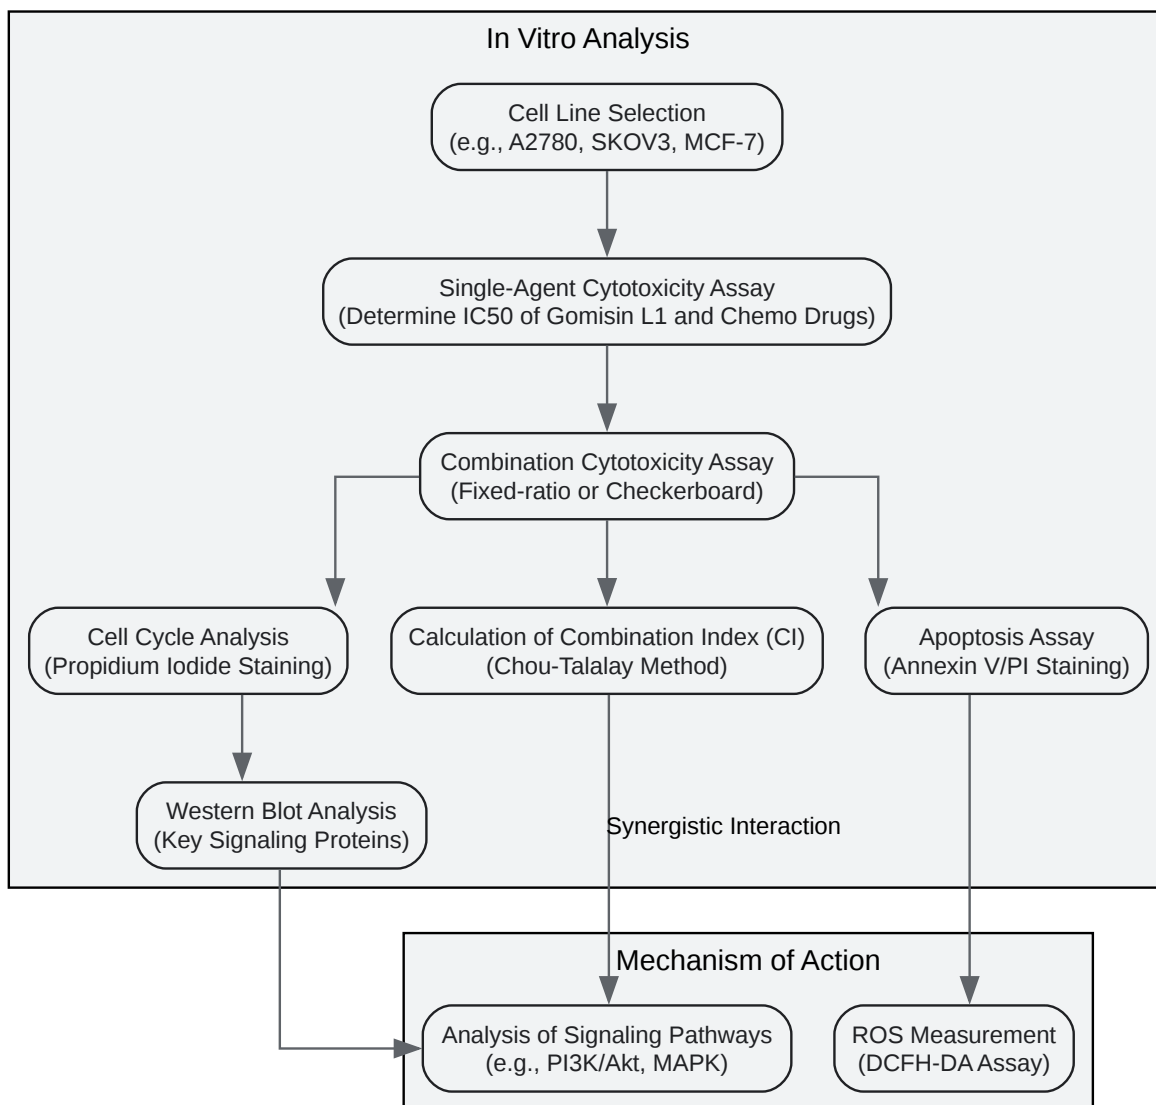 In Vitro Analysis
Cell Line Selection
(e.g., A2780, SKOV3, MCF-7)
Single-Agent Cytotoxicity Assay
(Determine IC50 of Gomisin L1 and Chemo Drugs)
Combination Cytotoxicity Assay
(Fixed-ratio or Checkerboard)
Cell Cycle Analysis
(Propidium Iodide Staining)
Calculation of Combination Index (CI)
(Chou-Talalay Method)
Apoptosis Assay
(Annexin V/PI Staining)
Western Blot Analysis
(Key Signaling Proteins)
Synergistic Interaction
Mechanism of Action
Analysis of Signaling Pathways
(e.g., PI3K/Akt, MAPK)
ROS Measurement
(DCFH-DA Assay)